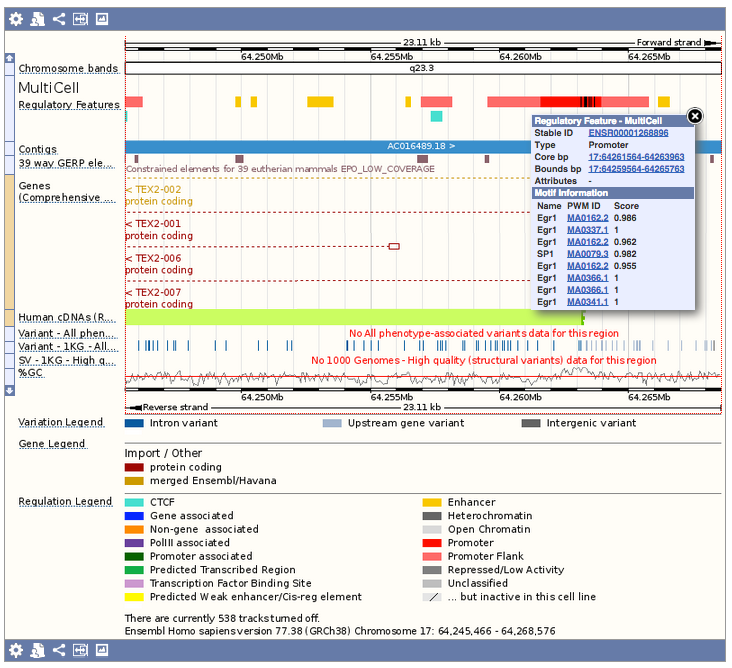 23.11 kb
Forward strand
64.250Mb 64.255Mb 64.260Mb 64.265Mb
Chromosome bands
q23.3
MultiCell
Regulatory Features
Contigs
AC016489.18 >
39 way GERP ele...
Constrained elements for 39 eutherian mammals EPO_LOW_COVERAGE
Genes
(Comprehensive ...
< TEX2-002
protein coding
< TEX2-001
protein coding
< TEX2-006
protein coding
< TEX2-007
protein coding
Regulatory Feature - MultiCell
Stable ID ENSR00001268896
Type Promoter
Core bp 17:64261564-64263963
Bounds bp 17:64259564-64265763
Attributes -
Motif Information
Name PWM ID Score
Egr1 MA0162.2 0.986
Egr1 MA0337.1 1
Egr1 MA0162.2 0.962
SP1 MA0079.3 0.982
Egr1 MA0162.2 0.955
Egr1 MA0366.1 1
Egr1 MA0366.1 1
Egr1 MA0341.1 1
Human cDNAs (R...
Variant - All phen...
No All phenotype-associated variants data for this region
Variant - 1KG - All...
SV - 1KG - High q...
No 1000 Genomes - High quality (structural variants) data for this region
%GC
64.250Mb 64.255Mb 64.260Mb 64.265Mb
Reverse strand
23.11 kb
Variation Legend
Intron variant
Upstream gene variant
Intergenic variant
Gene Legend
Import / Other
protein coding
merged Ensembl/Havana
Regulation Legend
CTCF
Enhancer
Gene associated
Heterochromatin
Non-gene associated
Open Chromatin
PolIII associated
Promoter
Promoter associated
Promoter Flank
Predicted Transcribed Region
Repressed/Low Activity
Transcription Factor Binding Site
Unclassified
Predicted Weak enhancer/Cis-reg element
... but inactive in this cell line
There are currently 538 tracks turned off.
Ensembl Homo sapiens version 77.38 (GRCh38) Chromosome 17: 64,245,466 - 64,268,576